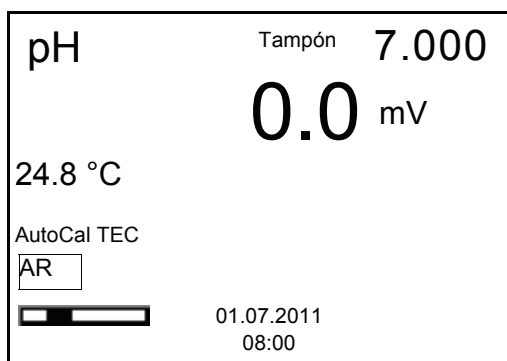 pH Tampón 7.000
0.0 mV
24.8 °C
AutoCal TEC
AR
01.07.2011
08:00